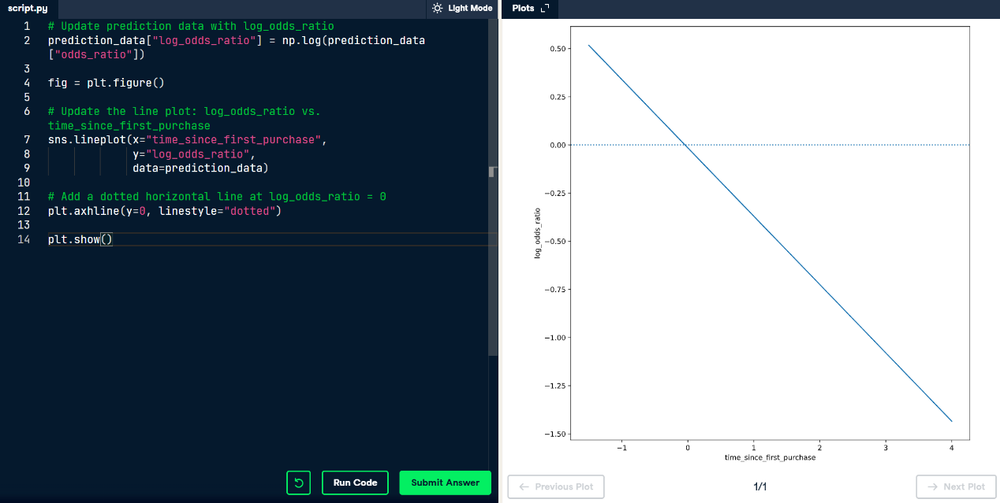 script.py
Light Mode
1 # Update prediction data with log_odds_ratio
2 prediction_data["log_odds_ratio"] = np.log(prediction_data
["odds_ratio"])
3
4 fig = plt.figure()
5
6 # Update the line plot: log_odds_ratio vs.
time_since_first_purchase
7 sns.lineplot(x="time_since_first_purchase",
8 y="log_odds_ratio",
9 data=prediction_data)
10
11 # Add a dotted horizontal line at log_odds_ratio = 0
12 plt.axhline(y=0, linestyle="dotted")
13
14 plt.show()
Run Code
Submit Answer
Plots
0.50
0.25
0.00
−0.25
−0.50
−0.75
−1.00
−1.25
−1.50
log_odds_ratio
−1 0 1 2 3 4
time_since_first_purchase
Previous Plot
1/1
Next Plot